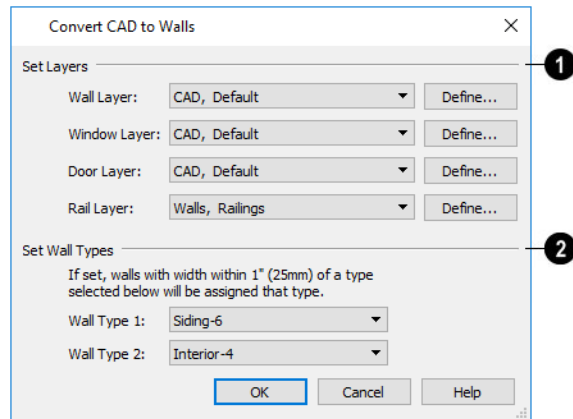 Convert CAD to Walls
Set Layers
1
Wall Layer: CAD, Default Define...
Window Layer: CAD, Default Define...
Door Layer: CAD, Default Define...
Rail Layer: Walls, Railings Define...
Set Wall Types
2
If set, walls with width within 1" (25mm) of a type
selected below will be assigned that type.
Wall Type 1: Siding-6
Wall Type 2: Interior-4
OK Cancel Help